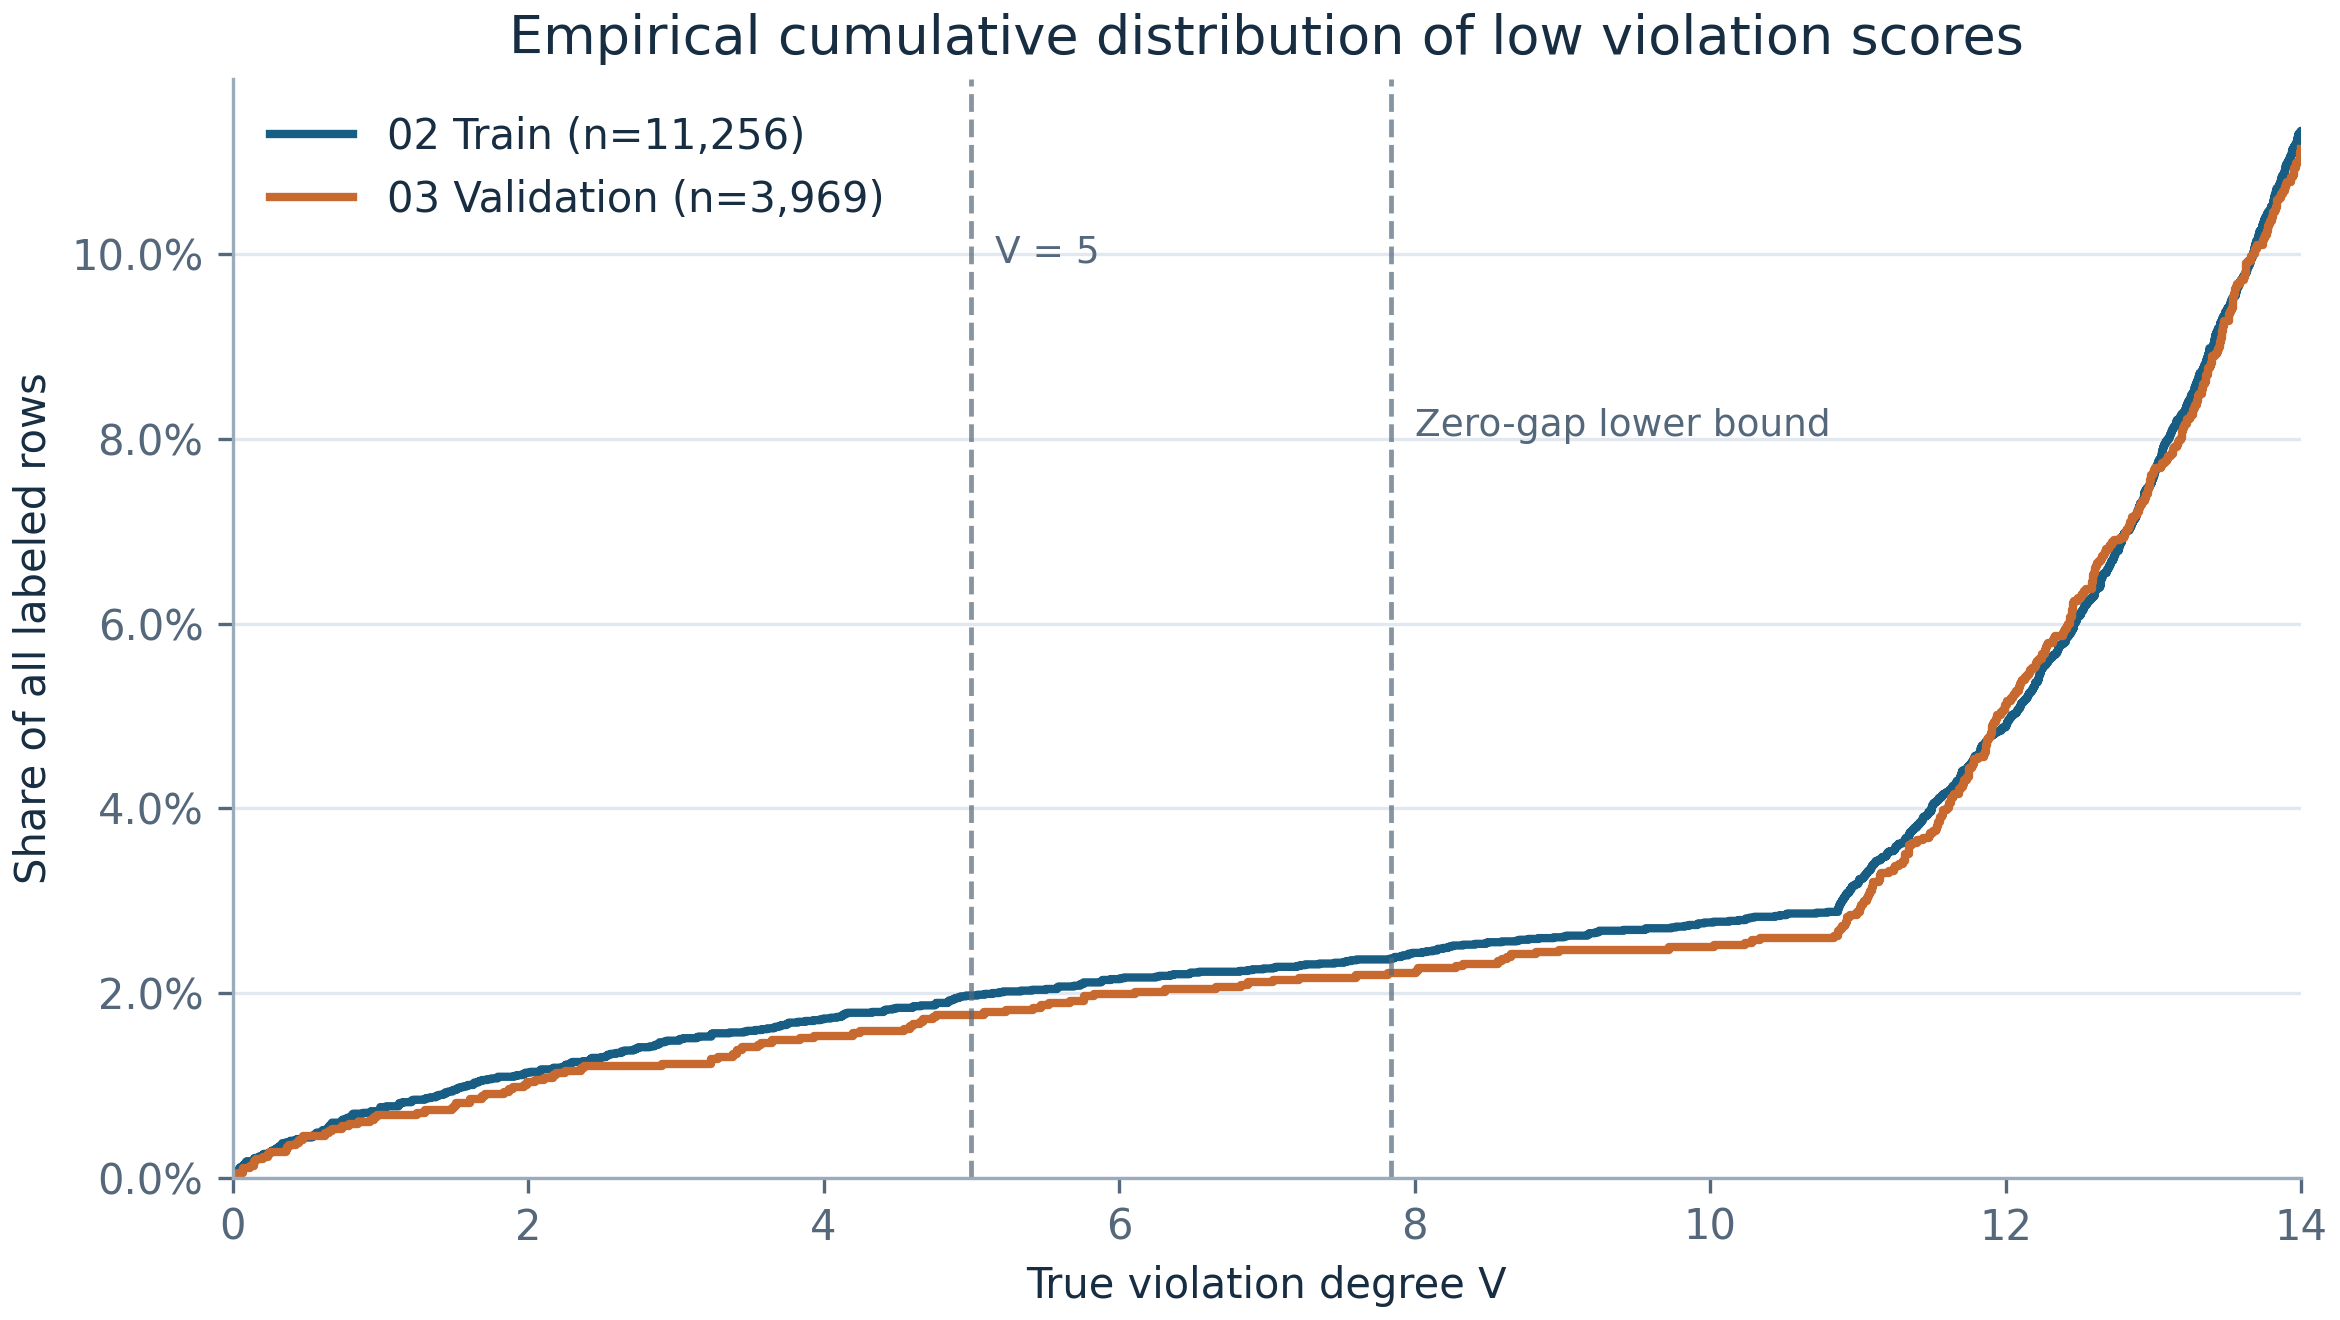 Empirical cumulative distribution of low violation scores
02 Train (n=11,256)
03 Validation (n=3,969)
V = 5
Zero-gap lower bound
Share of all labeled rows
10.0%
8.0%
6.0%
4.0%
2.0%
0.0%
0 2 4 6 8 10 12 14
True violation degree V